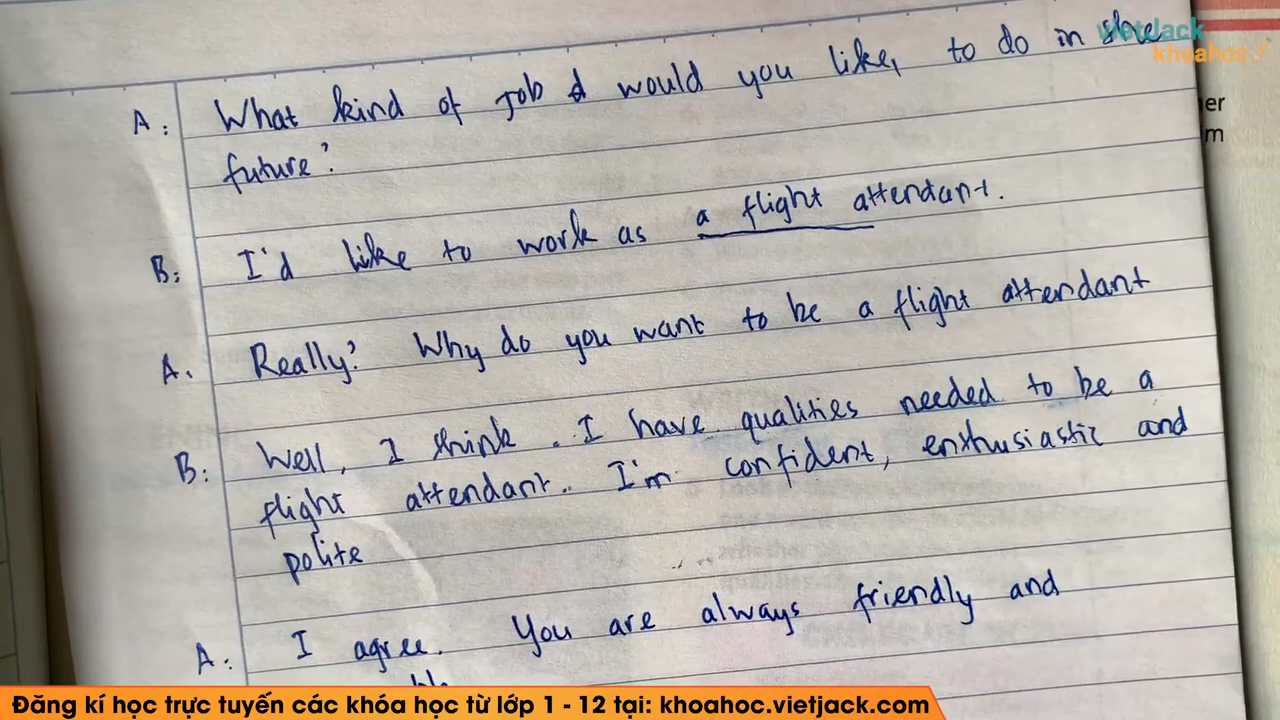 vietjack
khoahoc
er
m
A: What kind of Job would you like, to do in the
future?
B: I'd like to work as a flight attendant.
A. Really? Why do you want to be a flight attendant
B: Well, I think. I have qualities needed to be a
flight attendant. I'm confident, enthusiastic and
polite
A: I agree. You are always friendly and
Đăng kí học trực tuyến các khóa học từ lớp 1 - 12 tại: khoahoc.vietjack.com